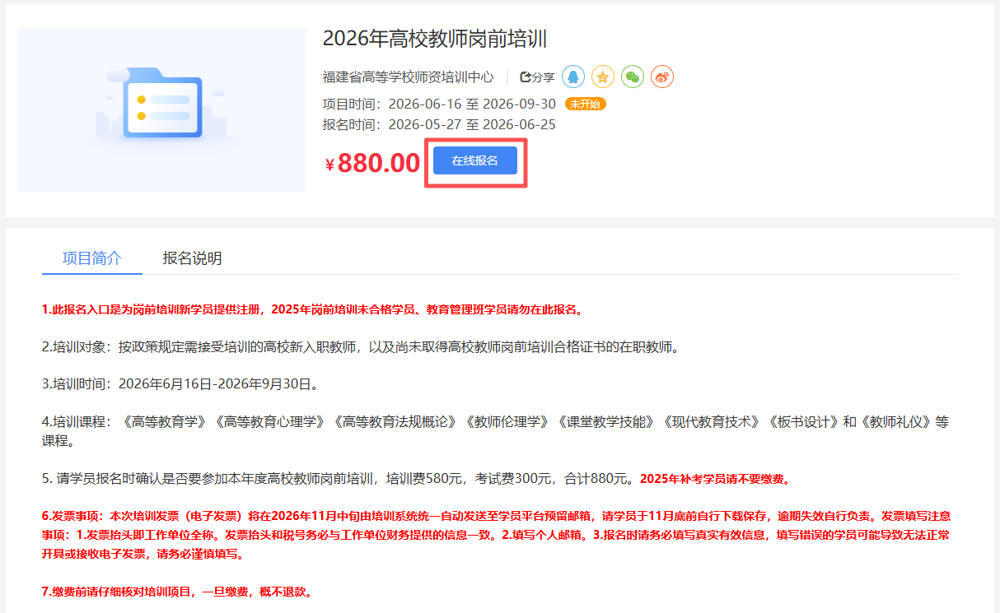 2026年高校教师岗前培训
福建省高等学校师资培训中心 分享
项目时间：2026-06-16 至 2026-09-30 未开始
报名时间：2026-05-27 至 2026-06-25
¥880.00 在线报名
项目简介 报名说明
1.此报名入口是为岗前培训新学员提供注册，2025年岗前培训未合格学员、教育管理班学员请勿在此报名。
2.培训对象：按政策规定需接受培训的高校新入职教师，以及尚未取得高校教师岗前培训合格证书的在职教师。
3.培训时间：2026年6月16日-2026年9月30日。
4.培训课程：《高等教育学》《高等教育心理学》《高等教育法规概论》《教师伦理学》《课堂教学技能》《现代教育技术》《板书设计》和《教师礼仪》等
课程。
5. 请学员报名时确认是否要参加本年度高校教师岗前培训，培训费580元，考试费300元，合计880元。2025年补考学员请不要缴费。
6.发票事项：本次培训发票（电子发票）将在2026年11月中旬由培训系统统一自动发送至学员平台预留邮箱，请学员于11月底前自行下载保存，逾期失效自行负责。发票填写注意
事项：1.发票抬头即工作单位全称。发票抬头和税号务必与工作单位财务提供的信息一致。2.填写个人邮箱。3.报名时请务必填写真实有效信息，填写错误的学员可能导致无法正常
开具或接收电子发票，请务必谨慎填写。
7.缴费前请仔细核对培训项目，一旦缴费，概不退款。